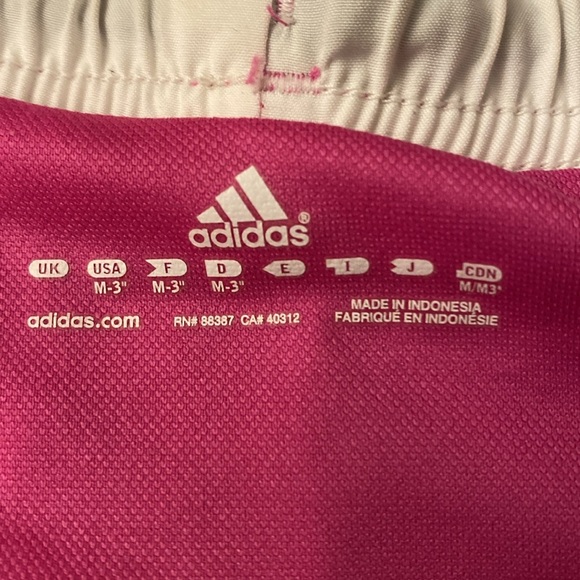 adidas®
UK USA F D E I J CDN
M-3" M-3" M-3" M/M3"
adidas.com RN# 88387 CA# 40312 MADE IN INDONESIA
FABRIQUÉ EN INDONÉSIE